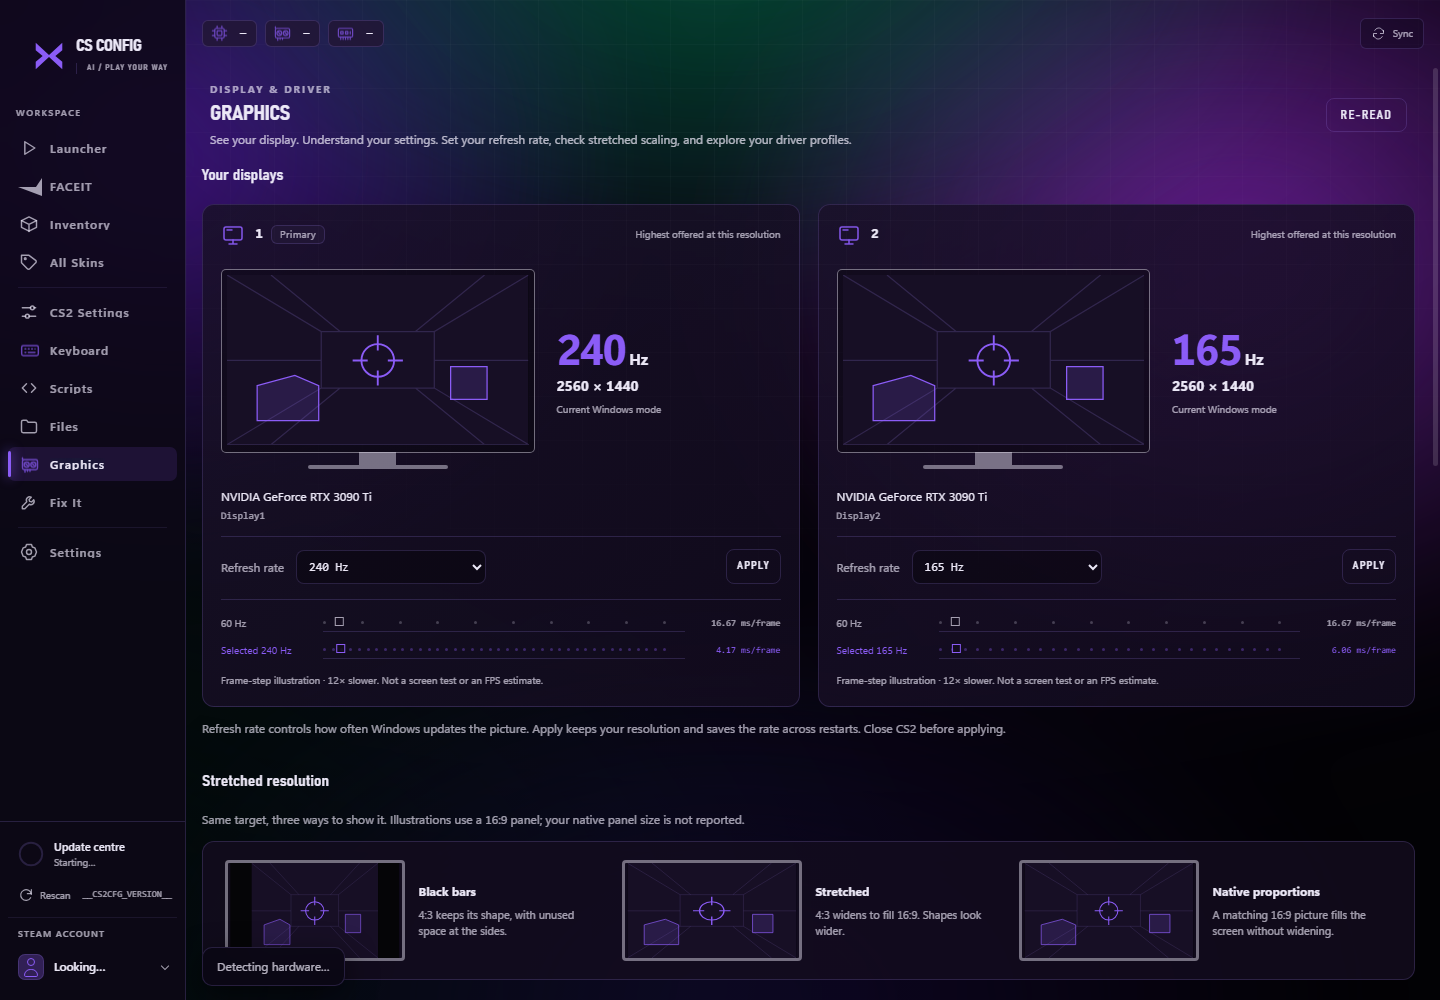 CS CONFIG
AI / PLAY YOUR WAY
WORKSPACE
Launcher
FACEIT
Inventory
All Skins
CS2 Settings
Keyboard
Scripts
Files
Graphics
Fix It
Settings
Update centre
Starting...
Rescan
__CS2CFG_VERSION__
STEAM ACCOUNT
Looking...
–
–
–
Sync
DISPLAY & DRIVER
GRAPHICS
See your display. Understand your settings. Set your refresh rate, check stretched scaling, and explore your driver profiles.
RE-READ
Your displays
1 Primary Highest offered at this resolution
240 Hz
2560 × 1440
Current Windows mode
NVIDIA GeForce RTX 3090 Ti
Display1
Refresh rate 240 Hz APPLY
60 Hz 16.67 ms/frame
Selected 240 Hz 4.17 ms/frame
Frame-step illustration · 12× slower. Not a screen test or an FPS estimate.
2 Highest offered at this resolution
165 Hz
2560 × 1440
Current Windows mode
NVIDIA GeForce RTX 3090 Ti
Display2
Refresh rate 165 Hz APPLY
60 Hz 16.67 ms/frame
Selected 165 Hz 6.06 ms/frame
Frame-step illustration · 12× slower. Not a screen test or an FPS estimate.
Refresh rate controls how often Windows updates the picture. Apply keeps your resolution and saves the rate across restarts. Close CS2 before applying.
Stretched resolution
Same target, three ways to show it. Illustrations use a 16:9 panel; your native panel size is not reported.
Black bars
4:3 keeps its shape, with unused
space at the sides.
Stretched
4:3 widens to fill 16:9. Shapes look
wider.
Native proportions
A matching 16:9 picture fills the
screen without widening.
Detecting hardware...